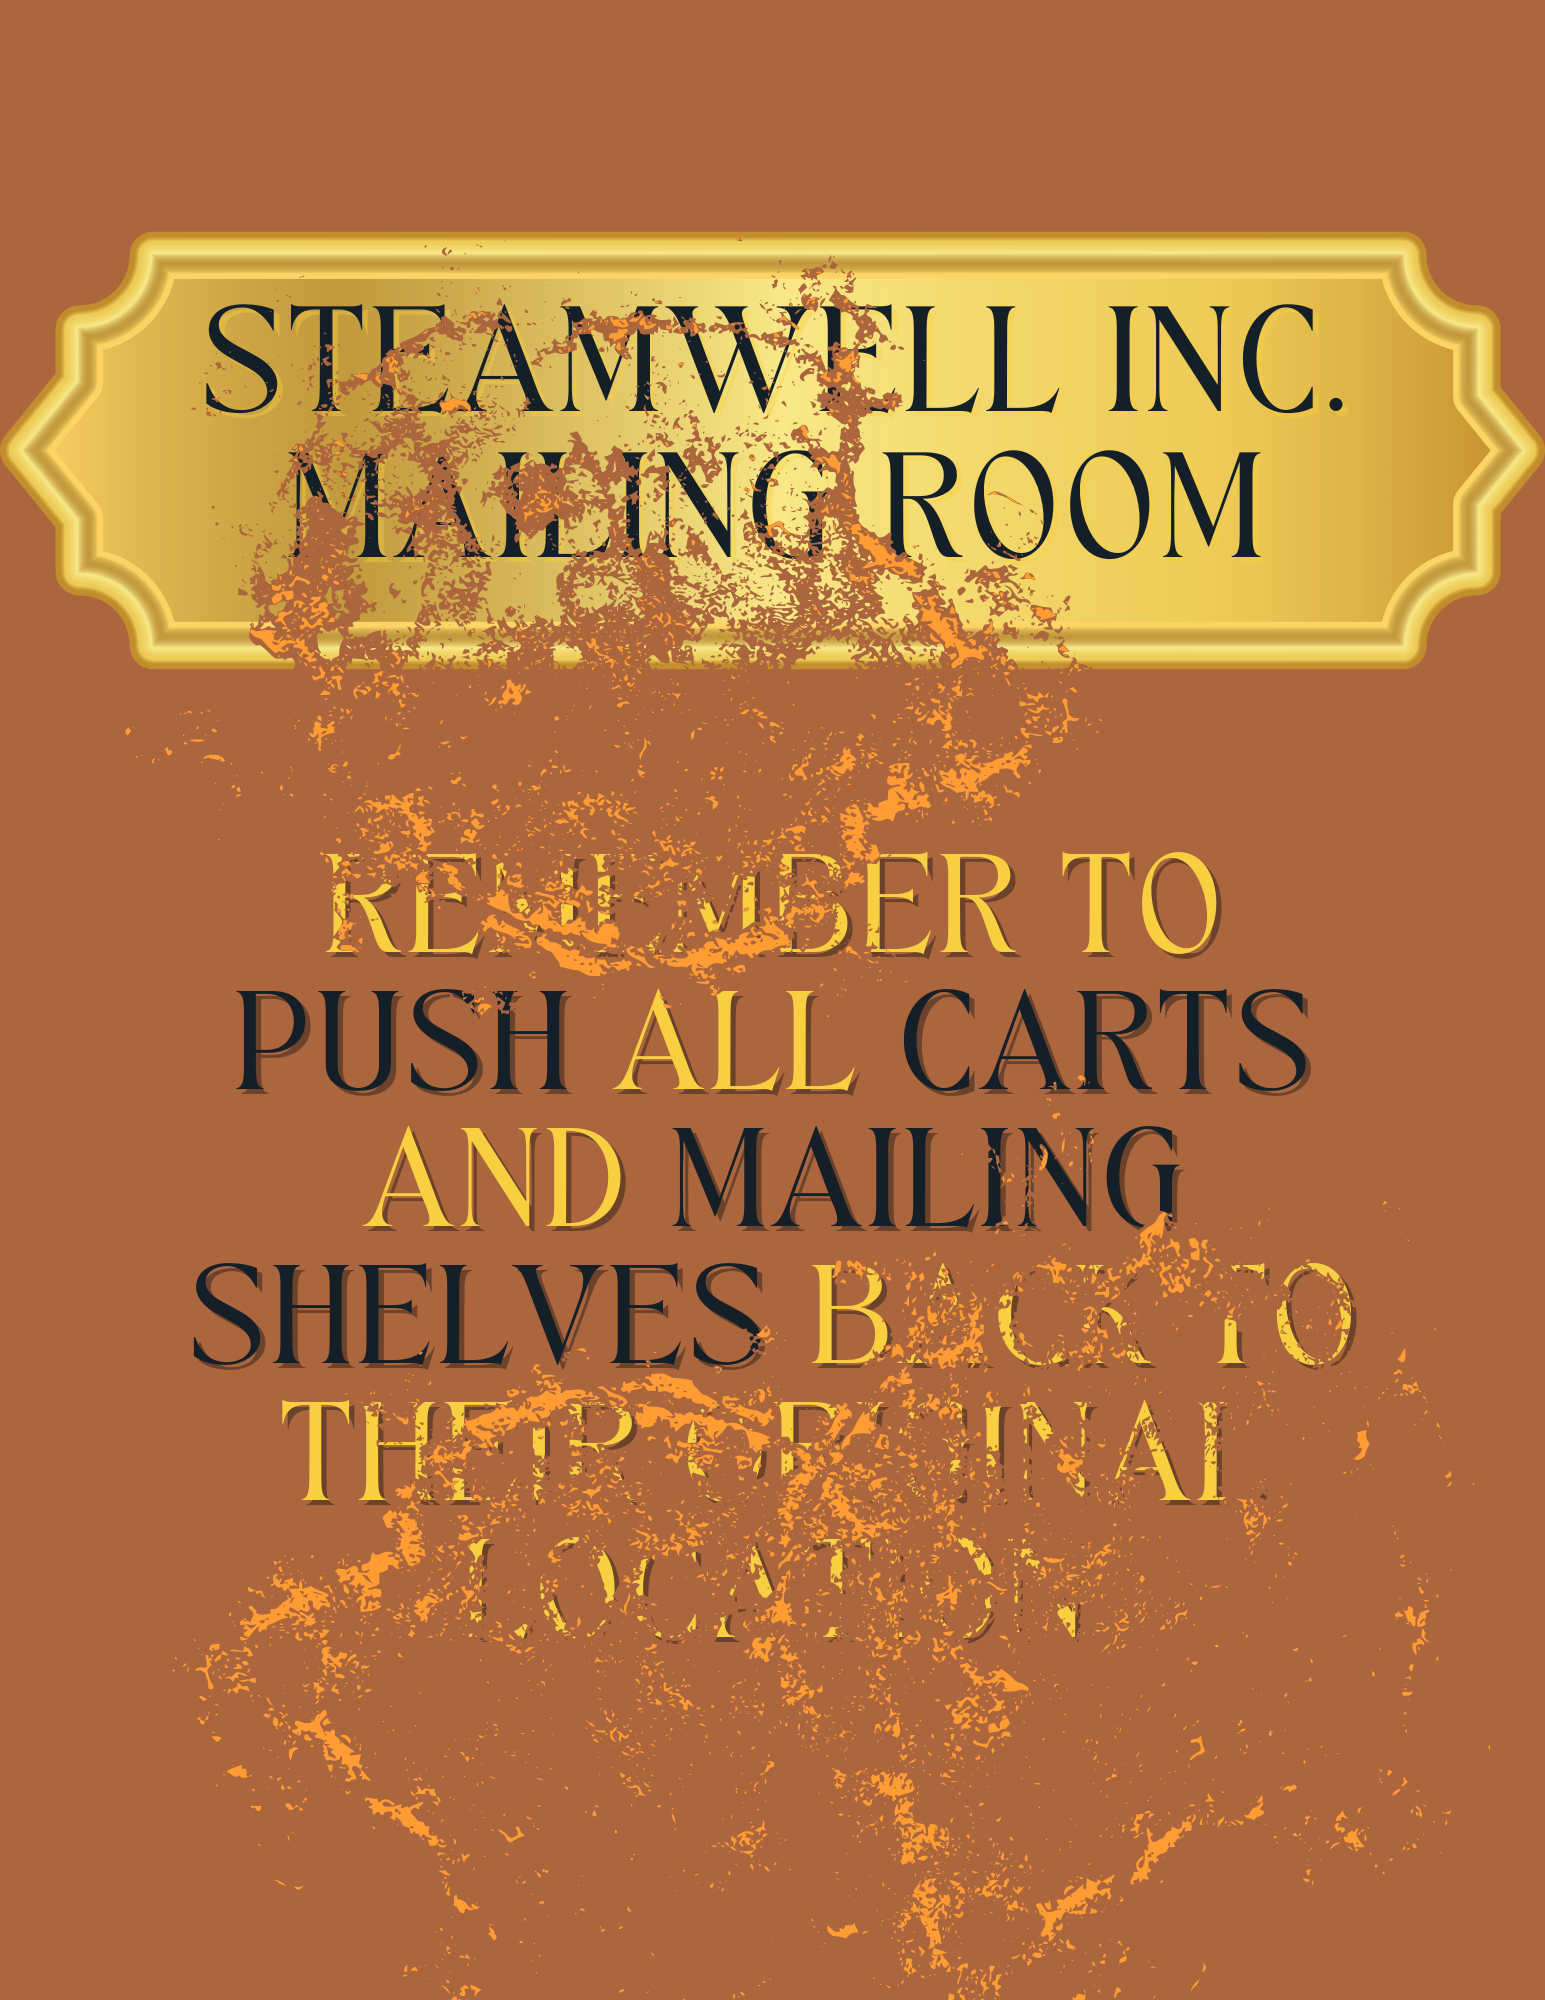 STEAMWELL INC.
MAILING ROOM
REMEMBER TO
PUSH ALL CARTS
AND MAILING
SHELVES BACK TO
THEIR ORIGINAL
LOCATION